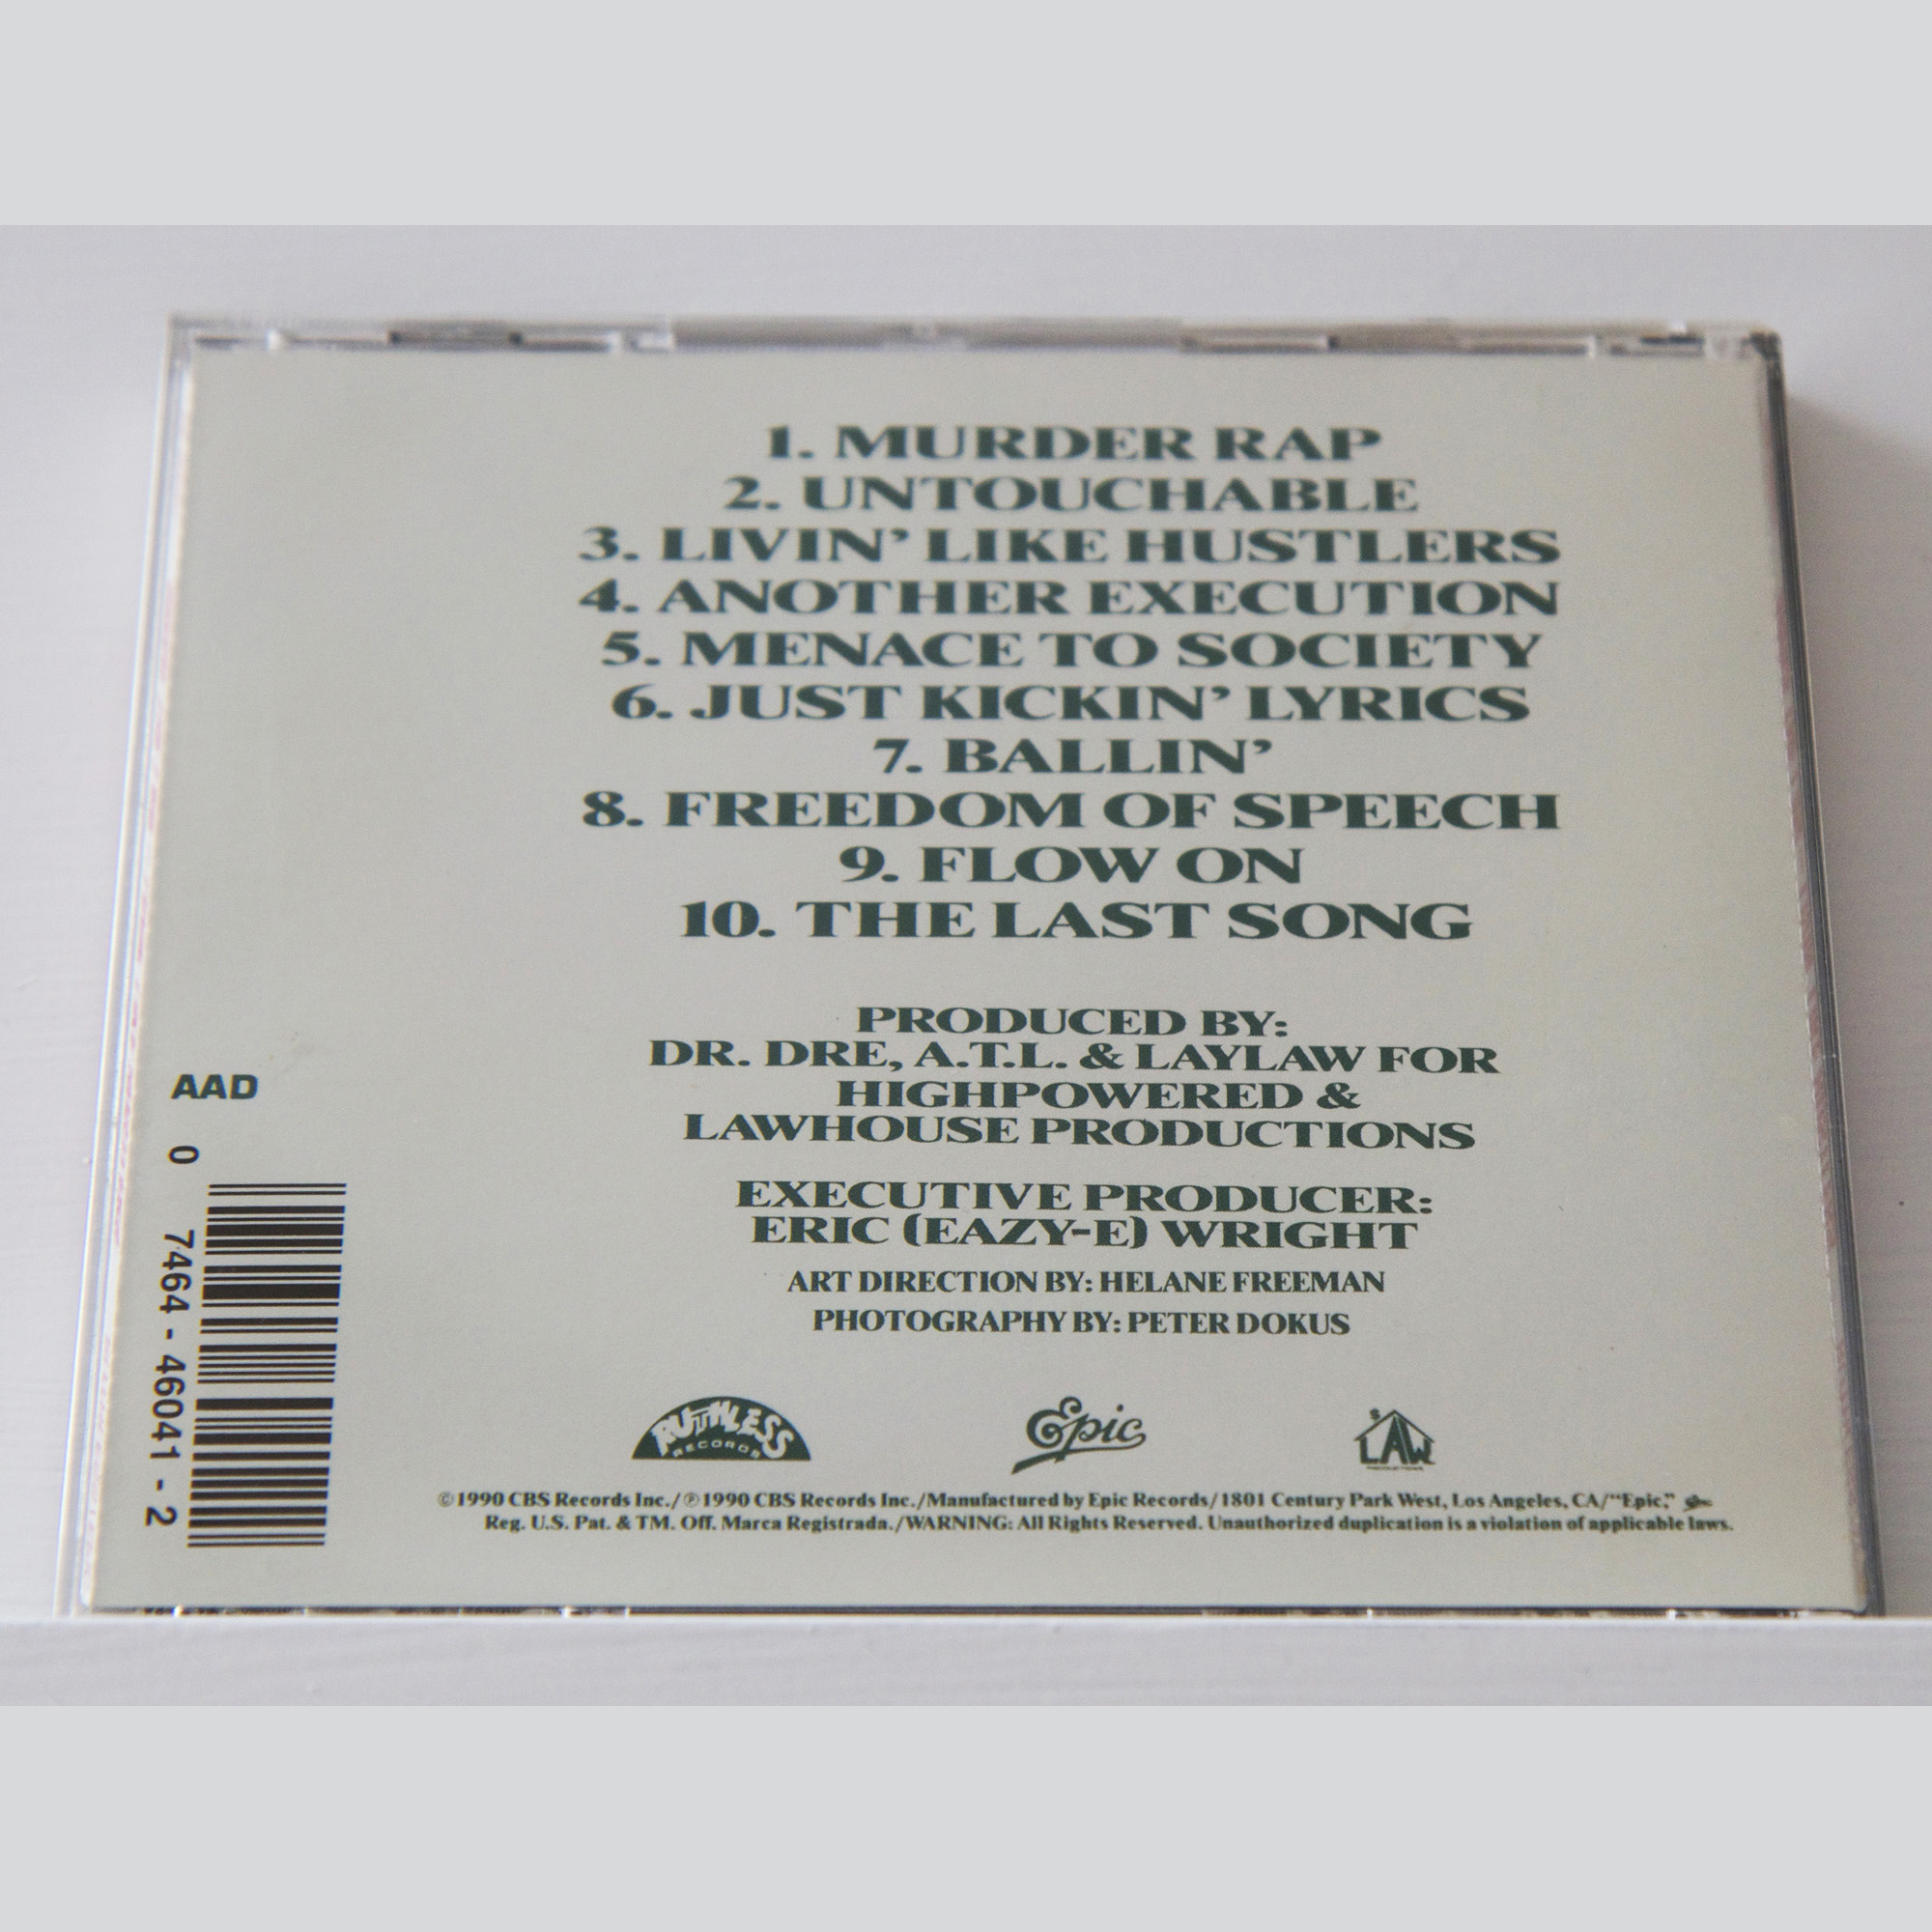 1. MURDER RAP
2. UNTOUCHABLE
3. LIVIN' LIKE HUSTLERS
4. ANOTHER EXECUTION
5. MENACE TO SOCIETY
6. JUST KICKIN' LYRICS
7. BALLIN'
8. FREEDOM OF SPEECH
9. FLOW ON
10. THE LAST SONG
PRODUCED BY:
DR. DRE, A.T.L. & LAYLAW FOR
HIGHPOWERED &
LAWHOUSE PRODUCTIONS
EXECUTIVE PRODUCER:
ERIC (EAZY-E) WRIGHT
ART DIRECTION BY: HELANE FREEMAN
PHOTOGRAPHY BY: PETER DOKUS
AAD
0 7464 - 46041 - 2
RUTHLESS
RECORDS
Epic
$
LAW
PRODUCTIONS
©1990 CBS Records Inc./℗1990 CBS Records Inc./Manufactured by Epic Records/1801 Century Park West, Los Angeles, CA/"Epic,"
Reg. U.S. Pat. & TM. Off. Marca Registrada./WARNING: All Rights Reserved. Unauthorized duplication is a violation of applicable laws.